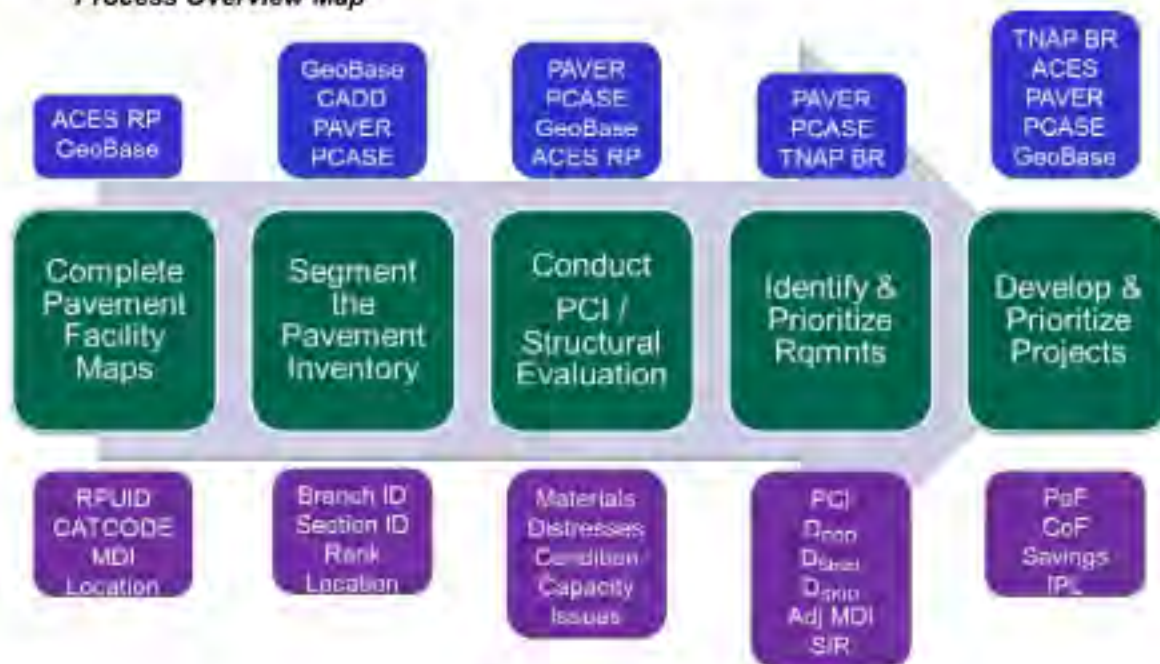 Process Overview Map
ACES RP
GeoBase
GeoBase
CADD
PAVER
PCASE
PAVER
PCASE
GeoBase
ACES RP
PAVER
PCASE
TNAP BR
TNAP BR
ACES
PAVER
PCASE
GeoBase
Complete
Pavement
Facility
Maps
Segment
the
Pavement
Inventory
Conduct
PCI /
Structural
Evaluation
Identify &
Prioritize
Rqmnts
Develop &
Prioritize
Projects
RPUID
CATCODE
MDI
Location
Branch ID
Section ID
Rank
Location
Materials
Distresses
Condition
Capacity
Issues
PCI
Adj MDI
SIR
PoF
CoF
Savings
IPL